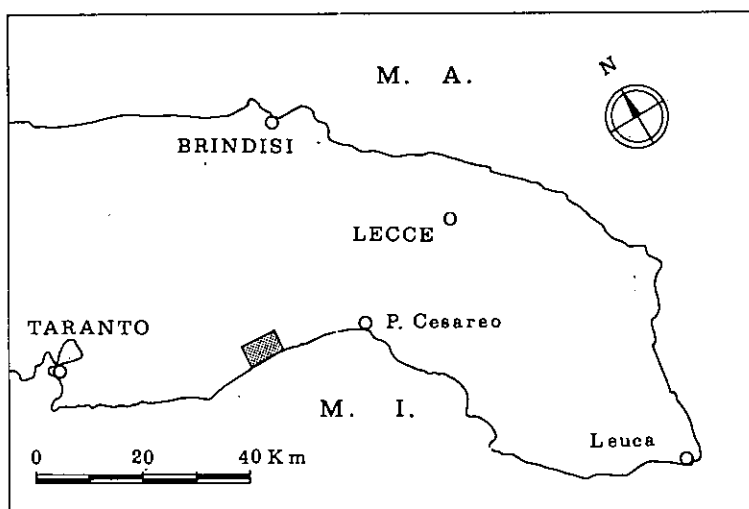 M. A.
N
BRINDISI
LECCE
P. Cesareo
TARANTO
M. I.
Leuca
0 20 40 Km